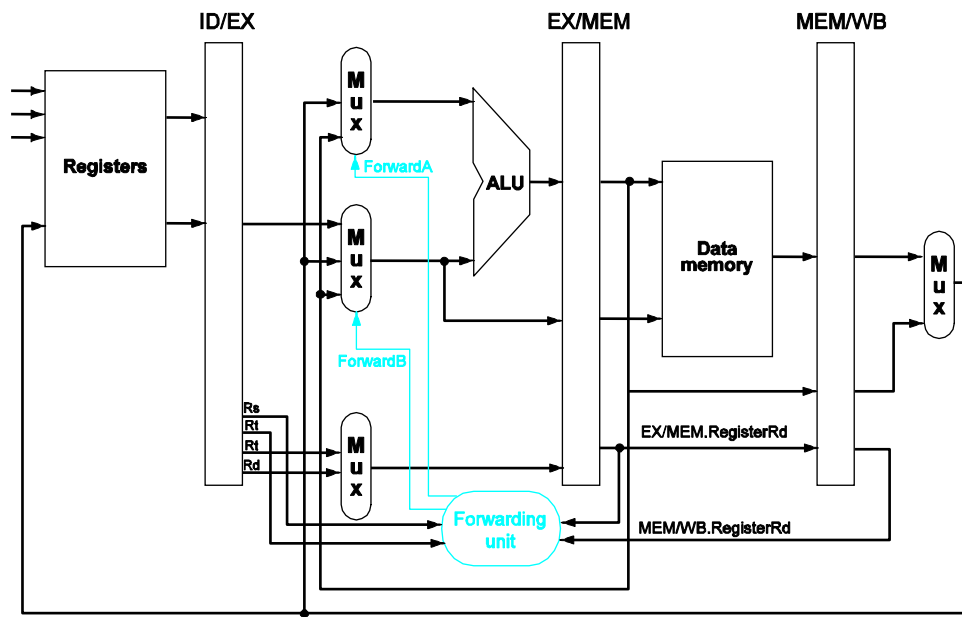 ID/EX
EX/MEM
MEM/WB
M
u
x
Registers
ForwardA
ALU
M
u
x
Data
memory
M
u
x
ForwardB
Rs
Rt
Rt
Rd
M
u
x
EX/MEM.RegisterRd
Forwarding
unit
MEM/WB.RegisterRd